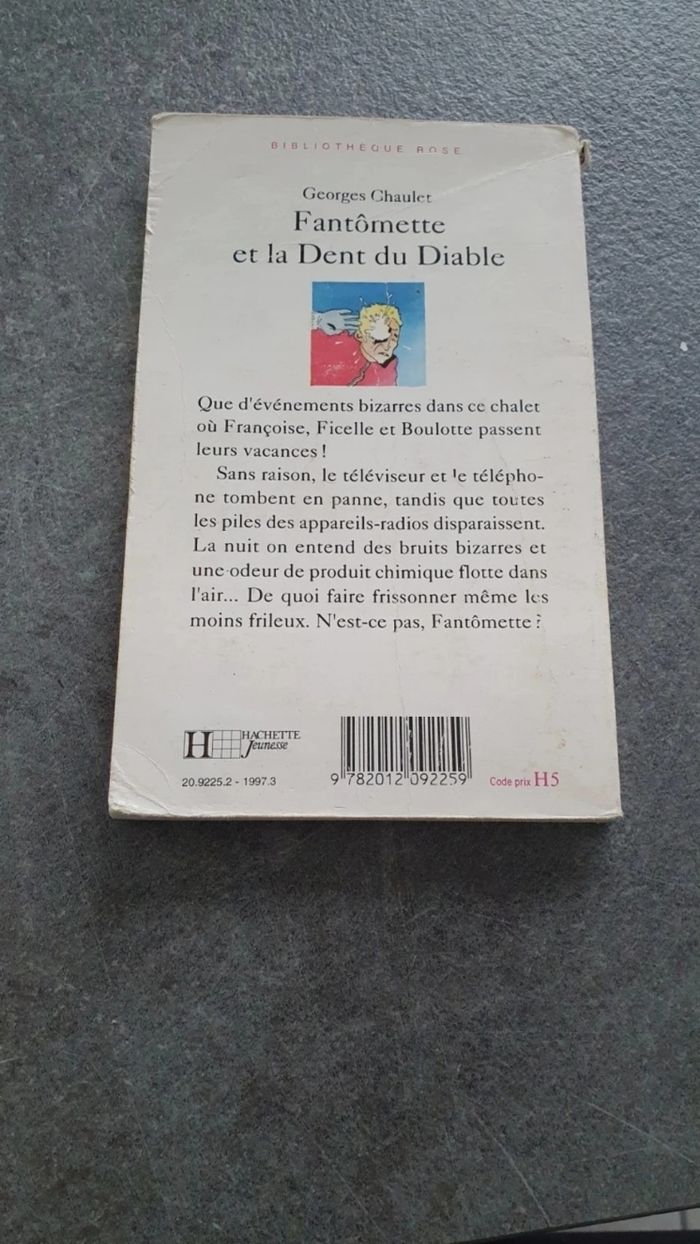 BIBLIOTHÈQUE ROSE
Georges Chaulet
Fantômette
et la Dent du Diable
Que d'événements bizarres dans ce chalet
où Françoise, Ficelle et Boulotte passent
leurs vacances !
Sans raison, le téléviseur et le télépho-
ne tombent en panne, tandis que toutes
les piles des appareils-radios disparaissent.
La nuit on entend des bruits bizarres et
une odeur de produit chimique flotte dans
l'air... De quoi faire frissonner même les
moins frileux. N'est-ce pas, Fantômette ?
H HACHETTE
Jeunesse
20.9225.2 - 1997.3
9 782012 092259
Code prix H5